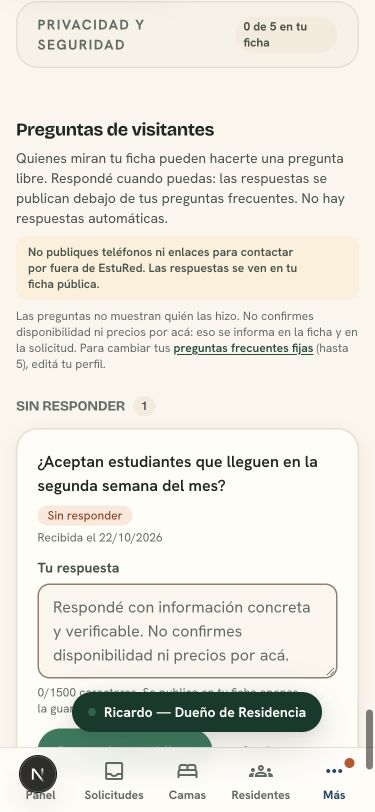 PRIVACIDAD Y
SEGURIDAD
0 de 5 en tu
ficha
Preguntas de visitantes
Quienes miran tu ficha pueden hacerte una pregunta
libre. Respondé cuando puedas: las respuestas se
publican debajo de tus preguntas frecuentes. No hay
respuestas automáticas.
No publiques teléfonos ni enlaces para contactar
por fuera de EstuRed. Las respuestas se ven en tu
ficha pública.
Las preguntas no muestran quién las hizo. No confirmes
disponibilidad ni precios por acá: eso se informa en la ficha y en
la solicitud. Para cambiar tus preguntas frecuentes fijas (hasta
5), editá tu perfil.
SIN RESPONDER 1
¿Aceptan estudiantes que lleguen en la
segunda semana del mes?
Sin responder
Recibida el 22/10/2026
Tu respuesta
Respondé con información concreta
y verificable. No confirmes
disponibilidad ni precios por acá.
0/1500 caracteres. Se publica en tu ficha apenas
la
Ricardo — Dueño de Residencia
N
Panel
Solicitudes
Camas
Residentes
Más